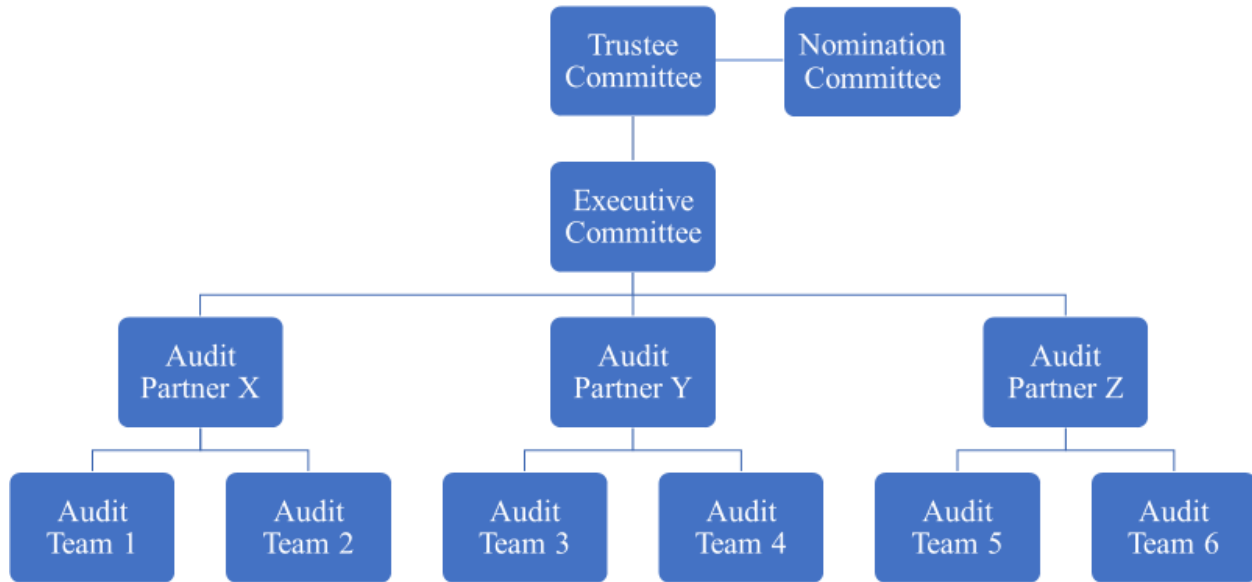 Trustee
Committee
Nomination
Committee
Executive
Committee
Audit
Partner X
Audit
Partner Y
Audit
Partner Z
Audit
Team 1
Audit
Team 2
Audit
Team 3
Audit
Team 4
Audit
Team 5
Audit
Team 6